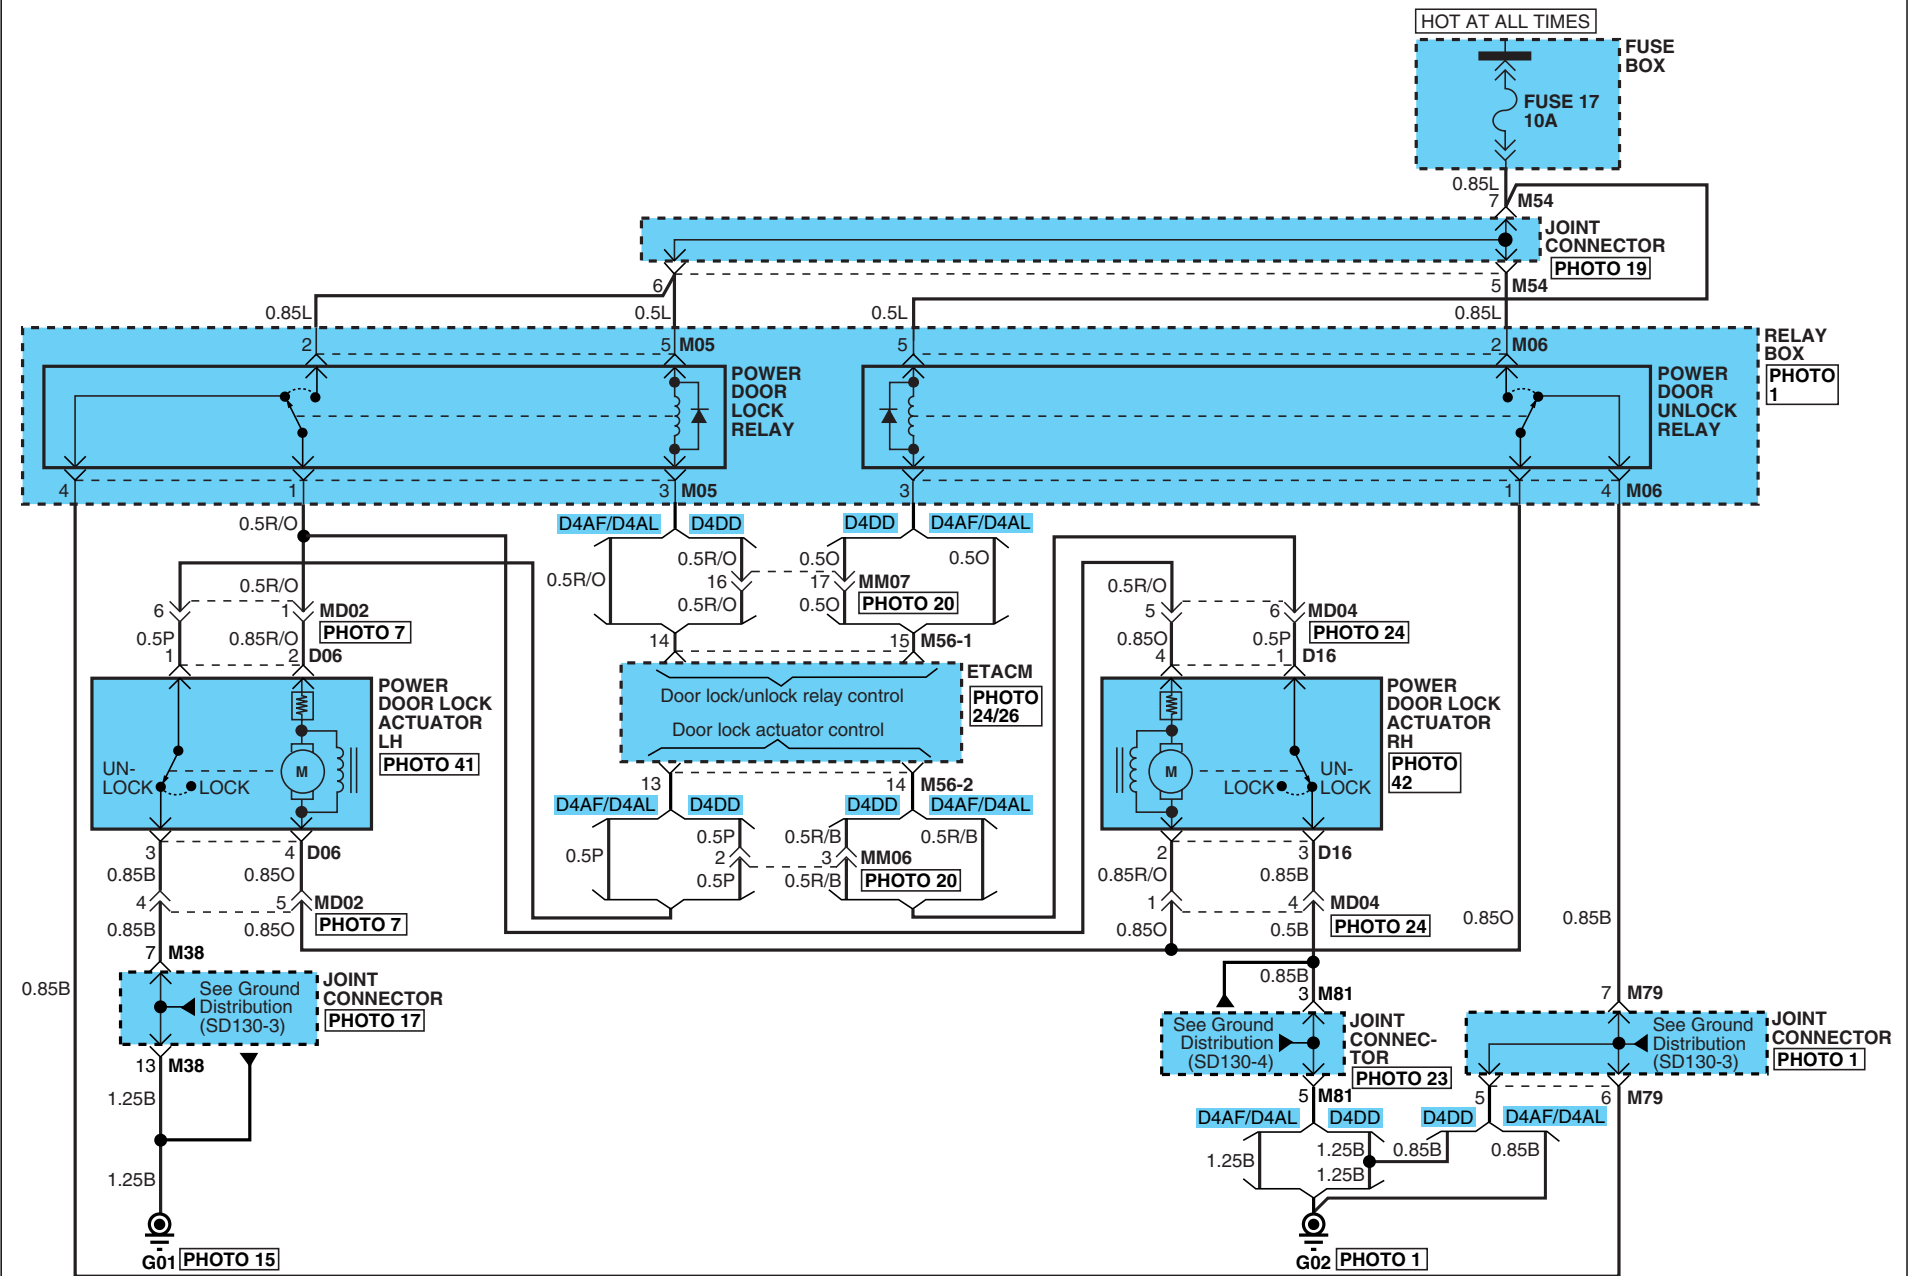 HOT AT ALL TIMES
FUSE
BOX
FUSE 17
10A
0.85L
7 M54
JOINT
CONNECTOR
PHOTO 19
6
5 M54
0.85L
0.5L
0.5L
0.85L
RELAY
BOX
PHOTO
1
2
5 M05
5
2 M06
POWER
DOOR
LOCK
RELAY
POWER
DOOR
UNLOCK
RELAY
4
1
3 M05
3
1
4 M06
0.5R/O
D4AF/D4AL
D4DD
D4DD
D4AF/D4AL
0.5R/O
0.5R/O
16
0.5R/O
0.5O
17
0.5O
MM07
PHOTO 20
0.5O
0.5R/O
6
1
MD02
PHOTO 7
0.5P
0.85R/O
1
2 D06
14
15 M56-1
0.5R/O
5
6
MD04
PHOTO 24
0.85O
0.5P
4
1 D16
POWER
DOOR LOCK
ACTUATOR
LH
PHOTO 41
UN-
LOCK
LOCK
M
ETACM
PHOTO
24/26
Door lock/unlock relay control
Door lock actuator control
POWER
DOOR LOCK
ACTUATOR
RH
PHOTO
42
M
LOCK
UN-
LOCK
13
14 M56-2
D4AF/D4AL
D4DD
D4DD
D4AF/D4AL
0.5P
0.5P
2
0.5P
0.5R/B
3
0.5R/B
MM06
PHOTO 20
0.5R/B
3
4 D06
0.85B
0.85O
4
5
MD02
PHOTO 7
0.85B
0.85O
2
3 D16
0.85R/O
0.85B
1
4
MD04
PHOTO 24
0.85O
0.5B
0.85O
0.85B
7 M38
JOINT
CONNECTOR
PHOTO 17
See Ground
Distribution
(SD130-3)
0.85B
13 M38
1.25B
1.25B
G01
PHOTO 15
0.85B
3 M81
See Ground
Distribution
(SD130-4)
JOINT
CONNEC-
TOR
PHOTO 23
7 M79
See Ground
Distribution
(SD130-3)
JOINT
CONNECTOR
PHOTO 1
5 M81
5
6 M79
D4AF/D4AL
D4DD
D4DD
D4AF/D4AL
1.25B
1.25B
1.25B
0.85B
0.85B
G02
PHOTO 1